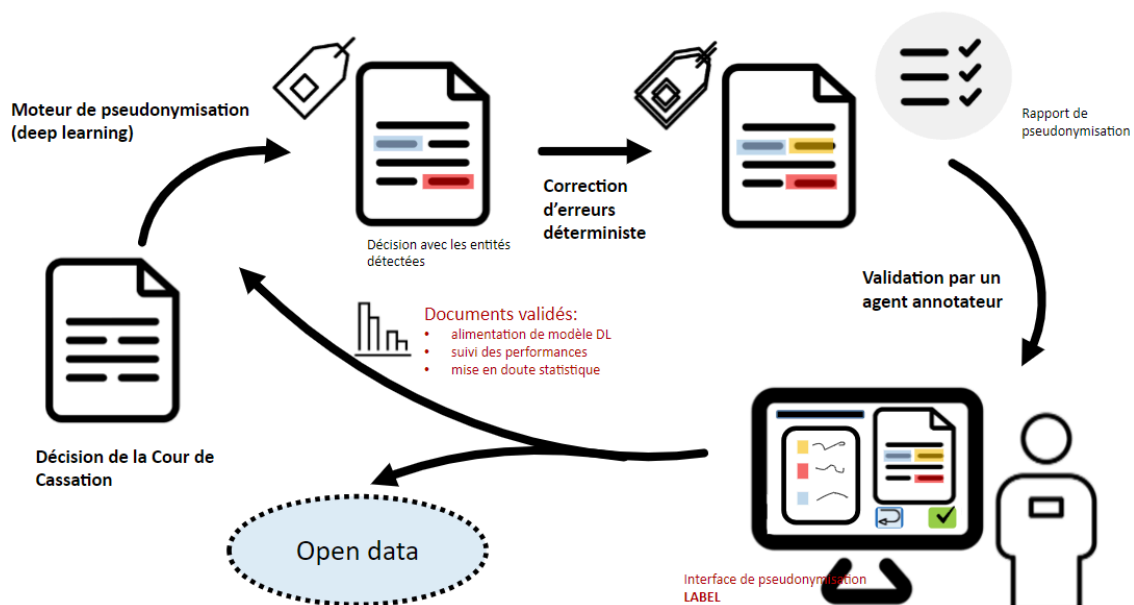 Moteur de pseudonymisation
(deep learning)
Rapport de
pseudonymisation
Correction
d'erreurs
déterministe
Décision avec les entités
détectées
Validation par un
agent annotateur
Documents validés:
• alimentation de modèle DL
• suivi des performances
• mise en doute statistique
Décision de la Cour de
Cassation
Open data
Interface de pseudonymisation
LABEL